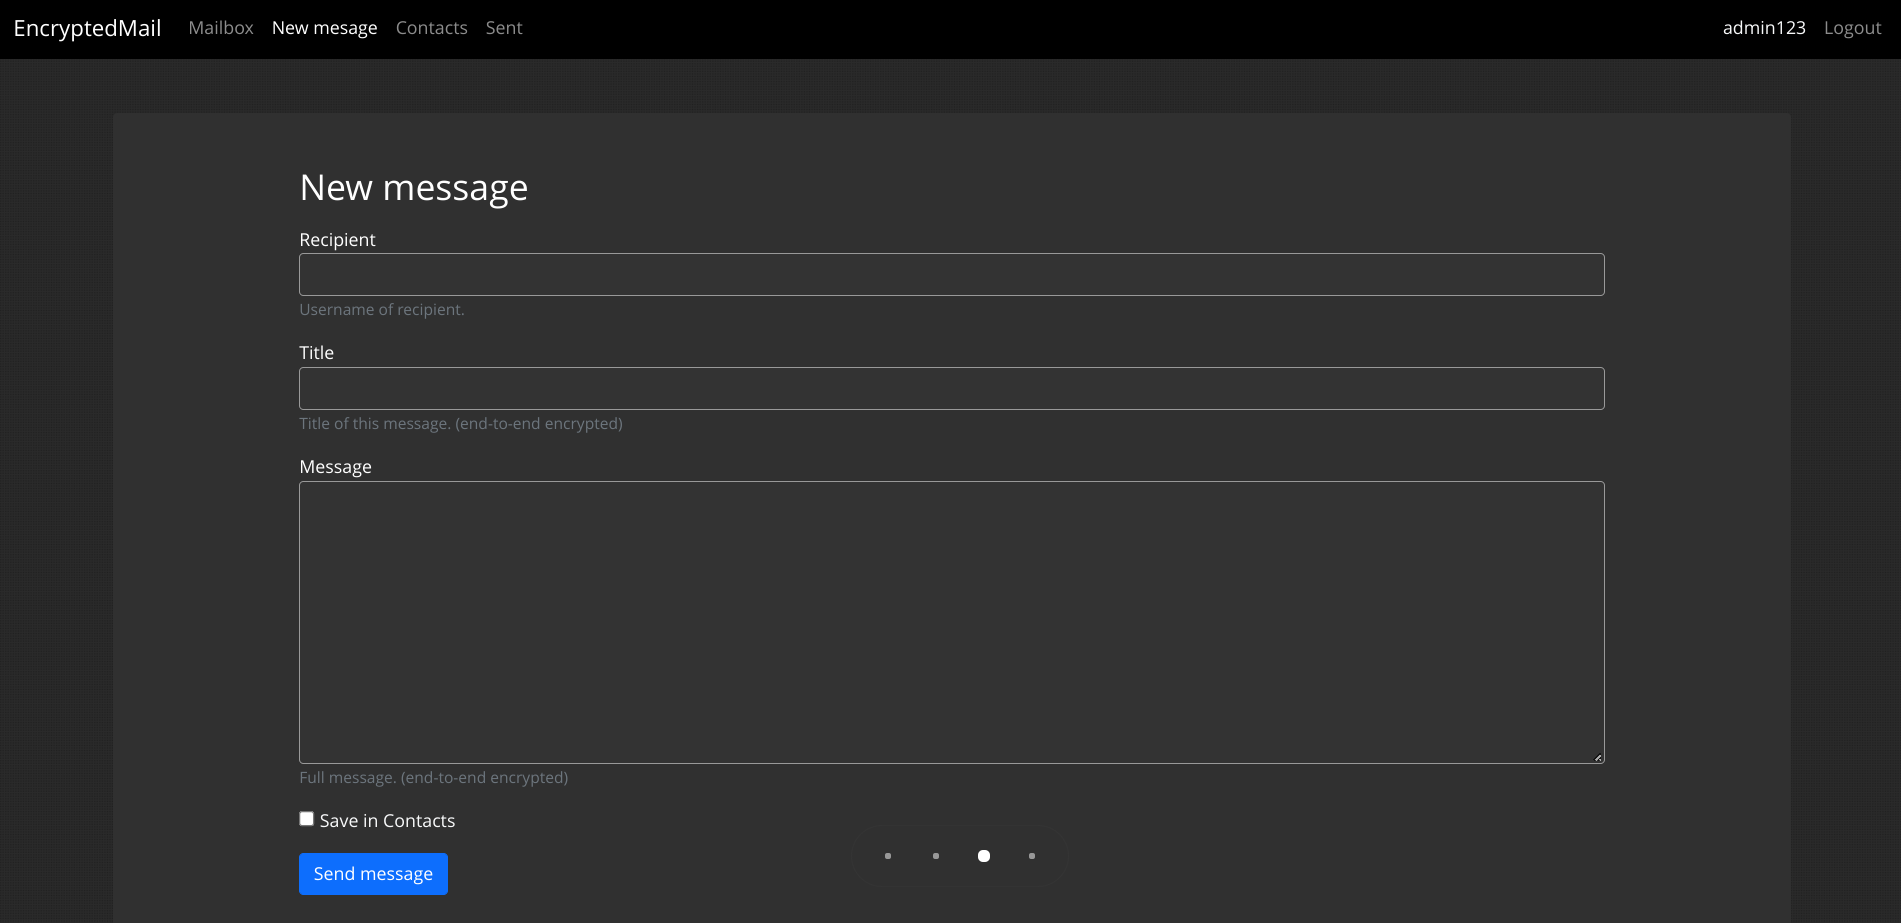 EncryptedMail Mailbox New mesage Contacts Sent admin123 Logout
New message
Recipient
Username of recipient.
Title
Title of this message. (end-to-end encrypted)
Message
Full message. (end-to-end encrypted)
Save in Contacts
Send message